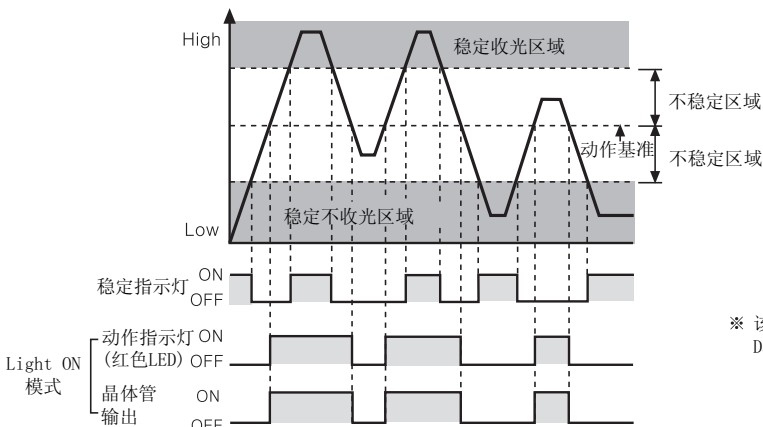 High
稳定收光区域
不稳定区域
动作基准
不稳定区域
稳定不收光区域
Low
稳定指示灯 ON
OFF
※ 该
D
动作指示灯 ON
(红色LED) OFF
Light ON
模式
晶体管
输出
ON
OFF